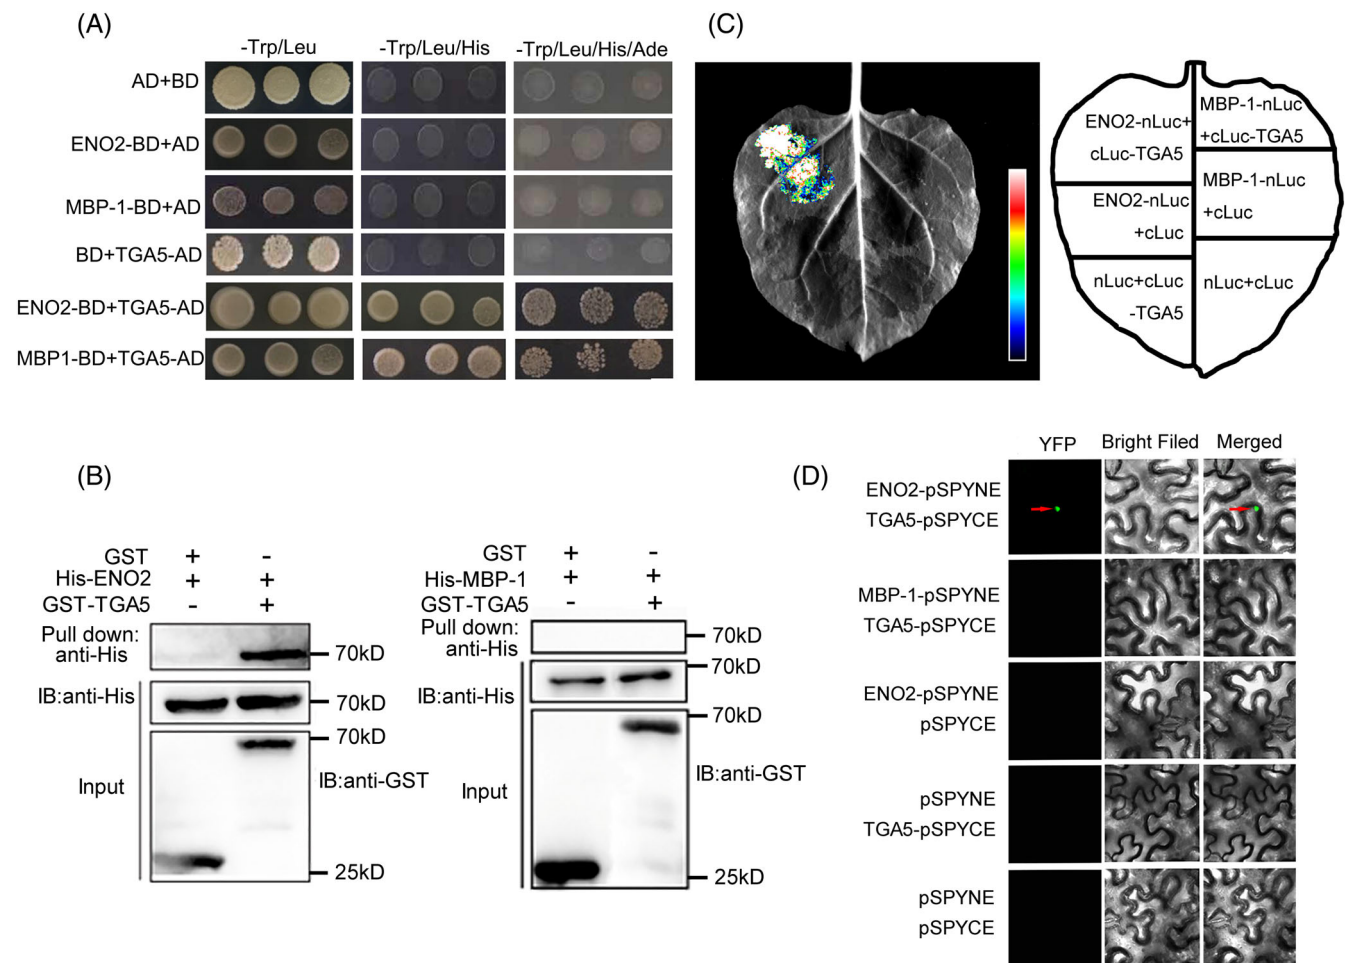 (A)
-Trp/Leu
-Trp/Leu/His
-Trp/Leu/His/Ade
AD+BD
ENO2-BD+AD
MBP-1-BD+AD
BD+TGA5-AD
ENO2-BD+TGA5-AD
MBP1-BD+TGA5-AD
(C)
ENO2-nLuc+
cLuc-TGA5
ENO2-nLuc
+cLuc
nLuc+cLuc
-TGA5
MBP-1-nLuc
+cLuc-TGA5
MBP-1-nLuc
+cLuc
nLuc+cLuc
(B)
GST + -
His-ENO2 + +
GST-TGA5 - +
Pull down:
anti-His
70kD
IB:anti-His
70kD
70kD
Input
IB:anti-GST
25kD
GST + -
His-MBP-1 + +
GST-TGA5 - +
Pull down:
anti-His
70kD
70kD
IB:anti-His
70kD
Input
IB:anti-GST
25kD
(D)
YFP
Bright Filed
Merged
ENO2-pSPYNE
TGA5-pSPYCE
MBP-1-pSPYNE
TGA5-pSPYCE
ENO2-pSPYNE
pSPYCE
pSPYNE
TGA5-pSPYCE
pSPYNE
pSPYCE